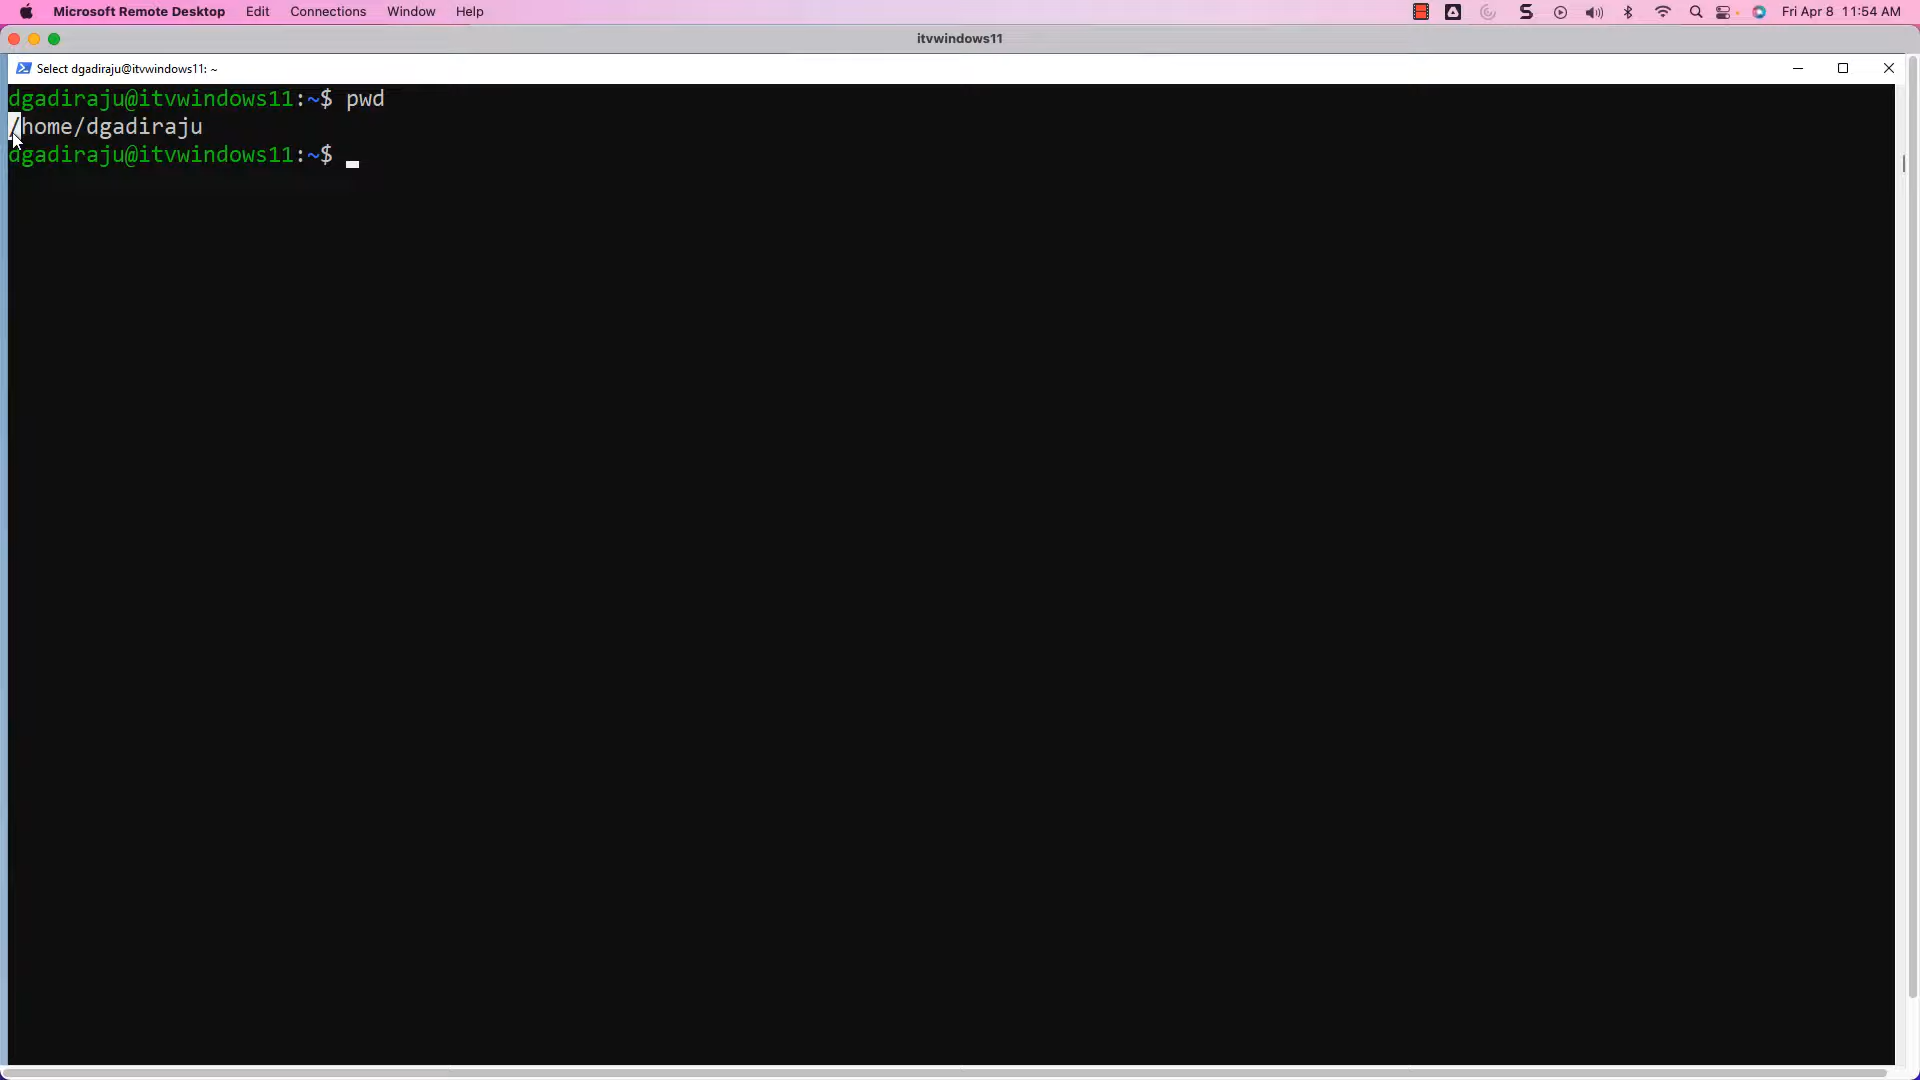 Microsoft Remote Desktop Edit Connections Window Help Fri Apr 8 11:54 AM
itvwindows11
Select dgadiraju@itvwindows11: ~
dgadiraju@itvwindows11:~$ pwd
/home/dgadiraju
dgadiraju@itvwindows11:~$